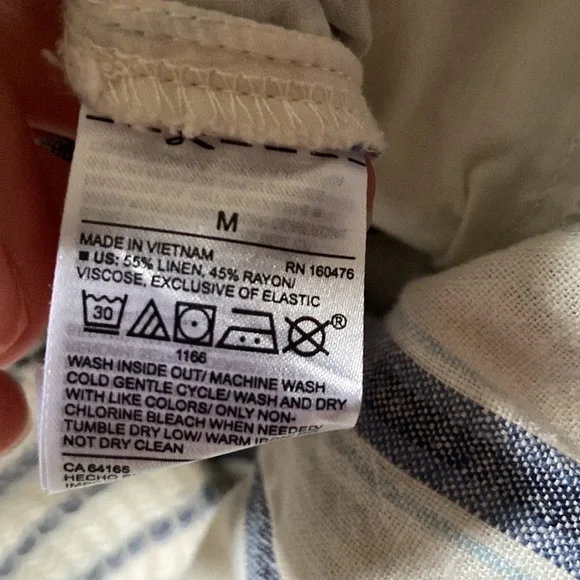 M
MADE IN VIETNAM RN 160476
US: 55% LINEN, 45% RAYON/
VISCOSE, EXCLUSIVE OF ELASTIC
30 ®
1166
WASH INSIDE OUT/ MACHINE WASH
COLD GENTLE CYCLE/ WASH AND DRY
WITH LIKE COLORS/ ONLY NON-
CHLORINE BLEACH WHEN NEEDED/
TUMBLE DRY LOW/ WARM
NOT DRY CLEAN
CA 64165
HECHO